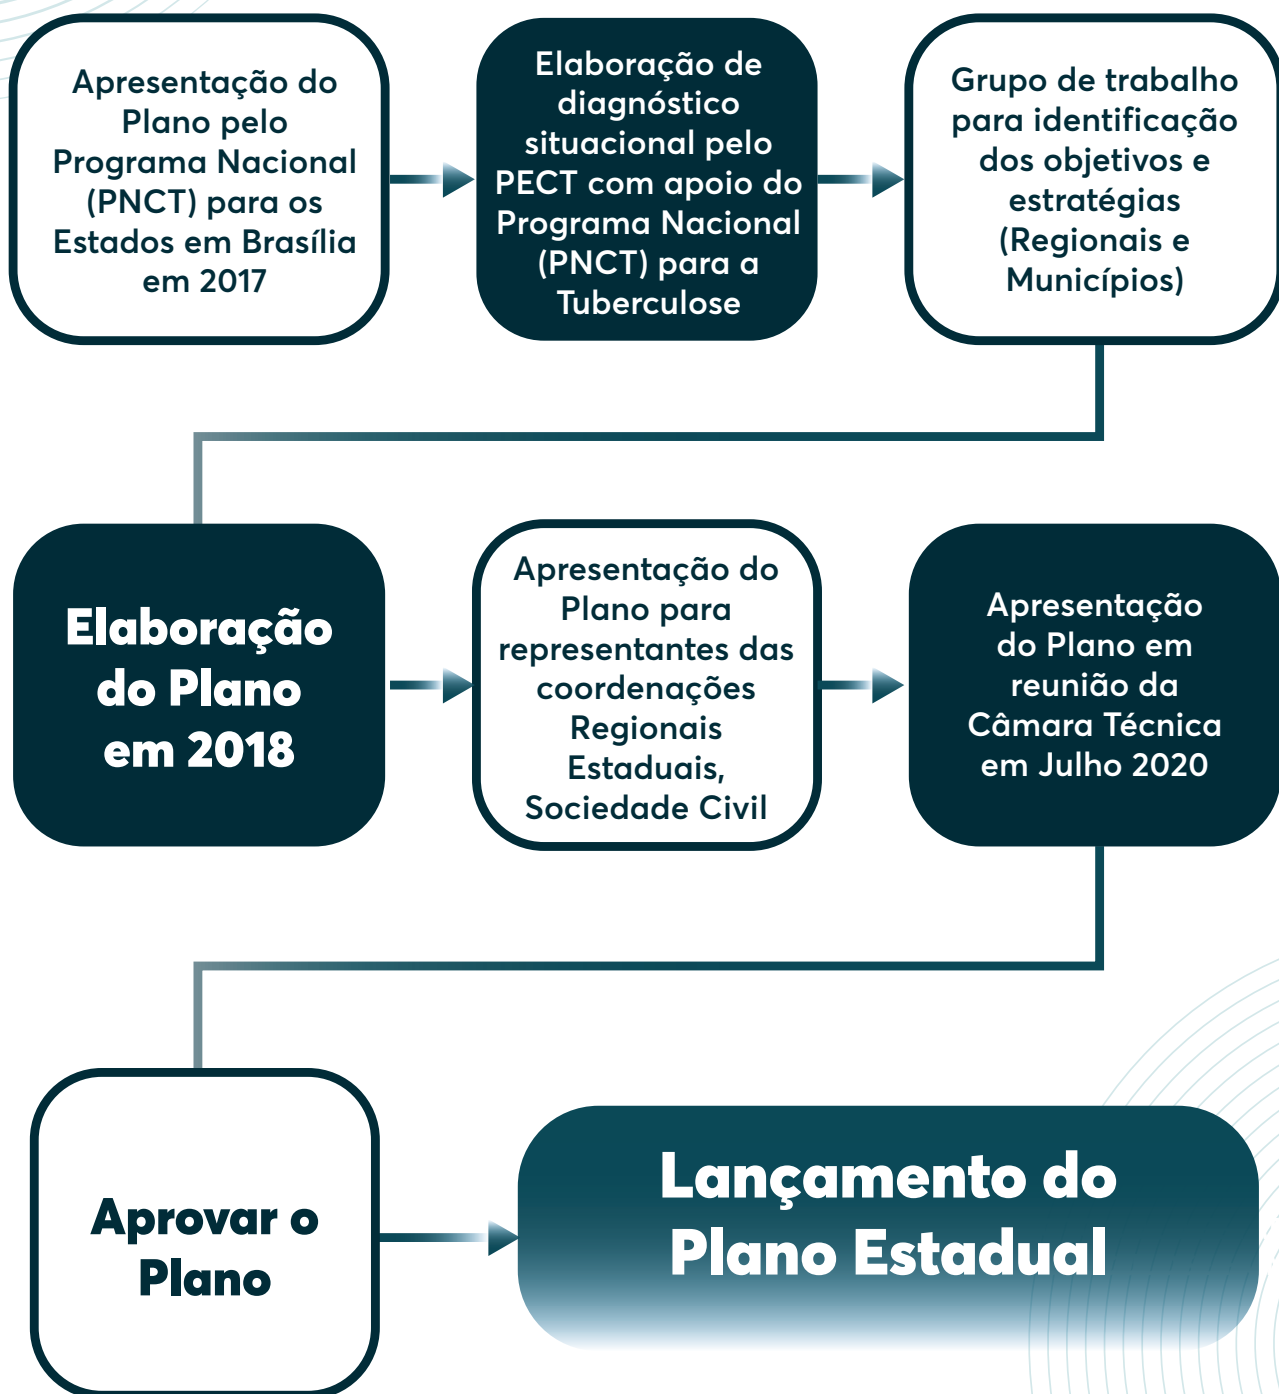 Apresentação do
Plano pelo
Programa Nacional
(PNCT) para os
Estados em Brasília
em 2017
Elaboração de
diagnóstico
situacional pelo
PECT com apoio do
Programa Nacional
(PNCT) para a
Tuberculose
Grupo de trabalho
para identificação
dos objetivos e
estratégias
(Regionais e
Municípios)
Elaboração
do Plano
em 2018
Apresentação do
Plano para
representantes das
coordenações
Regionais
Estaduais,
Sociedade Civil
Apresentação
do Plano em
reunião da
Câmara Técnica
em Julho 2020
Aprovar o
Plano
Lançamento do
Plano Estadual